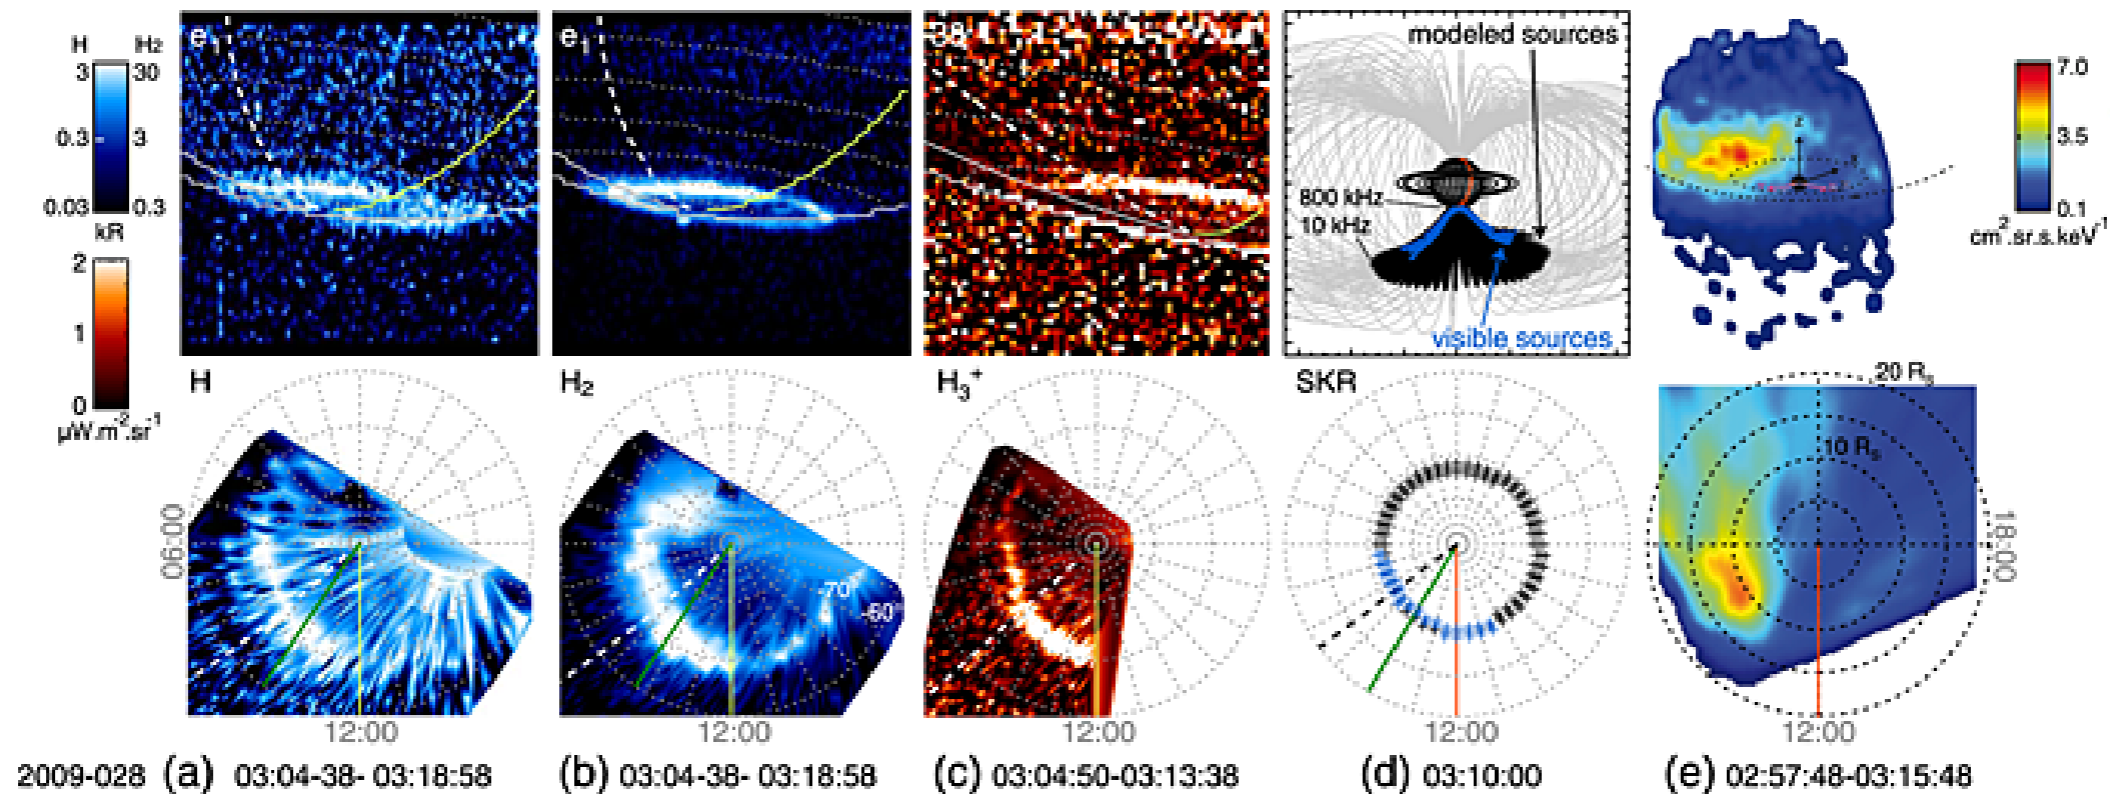 H H2
3 30
0.3 3
0.03 0.3
kR
2
1
0
µW.m-2.sr-1
e1
e1
modeled sources
800 kHz
10 kHz
visible sources
7.0
3.5
0.1
cm2.sr.s.keV-1
H
H2
H3+
SKR
20 Rs
10 Rs
-70°
-60°
09:00
18:00
12:00
12:00
12:00
12:00
2009-028 (a) 03:04-38- 03:18:58
(b) 03:04-38- 03:18:58
(c) 03:04:50-03:13:38
(d) 03:10:00
(e) 02:57:48-03:15:48